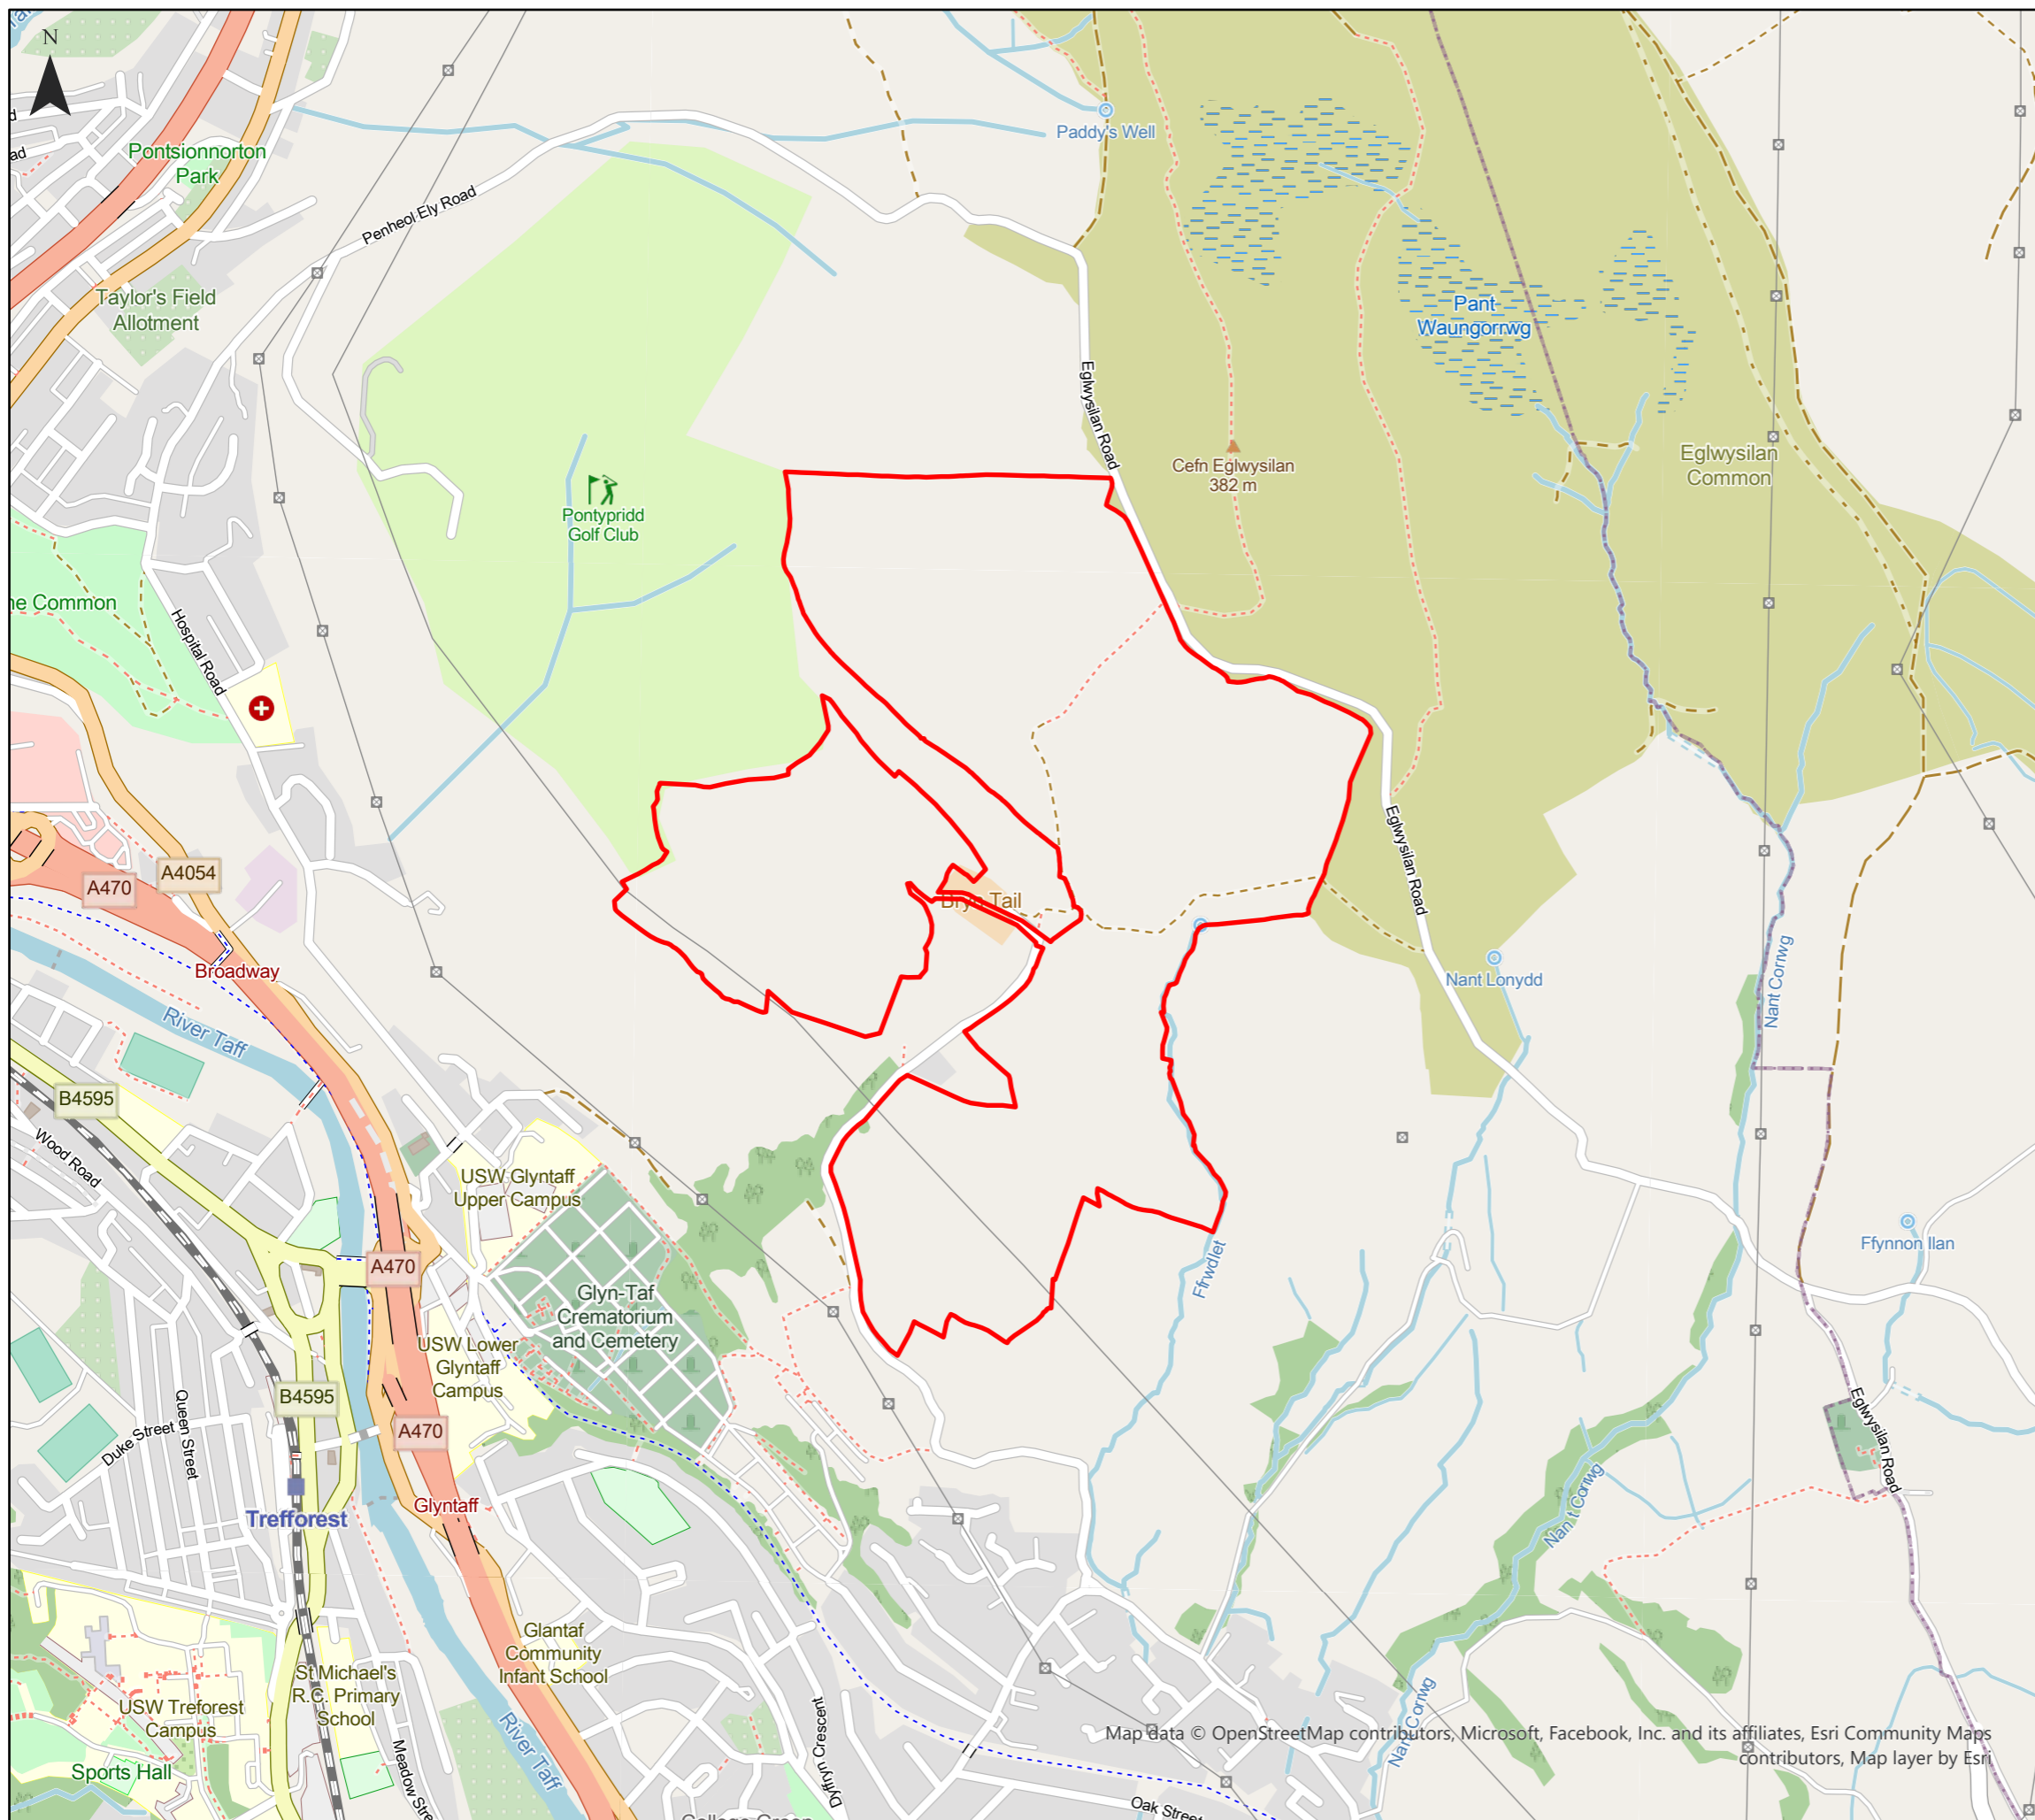 N
Pontsionnorton
Park
Penheol Ely Road
Paddy's Well
Taylor's Field
Allotment
Pant
Waungorrwg
Eglwysilan Road
Cefn Eglwysilan
382 m
Eglwysilan
Common
Pontypridd
Golf Club
he Common
Hospital Road
Eglwysilan Road
A4054
A470
Bryn Tail
Broadway
River Taff
Nant Lonydd
Nant Corrwg
B4595
Wood Road
USW Glyntaff
Upper Campus
Ffynnon Ilan
A470
Ffrwdlet
Glyn-Taf
Crematorium
and Cemetery
USW Lower
Glyntaff
Campus
B4595
Queen Street
Duke Street
A470
Eglwysilan Road
Glyntaff
Trefforest
Nant Corrwg
Glantaf
Community
Infant School
St Michael's
R.C. Primary
School
USW Treforest
Campus
Sports Hall
River Taff
Dyffryn Crescent
Nant Corrwg
Oak Street
Map data © OpenStreetMap contributors, Microsoft, Facebook, Inc. and its affiliates, Esri Community Maps
contributors, Map layer by Esri